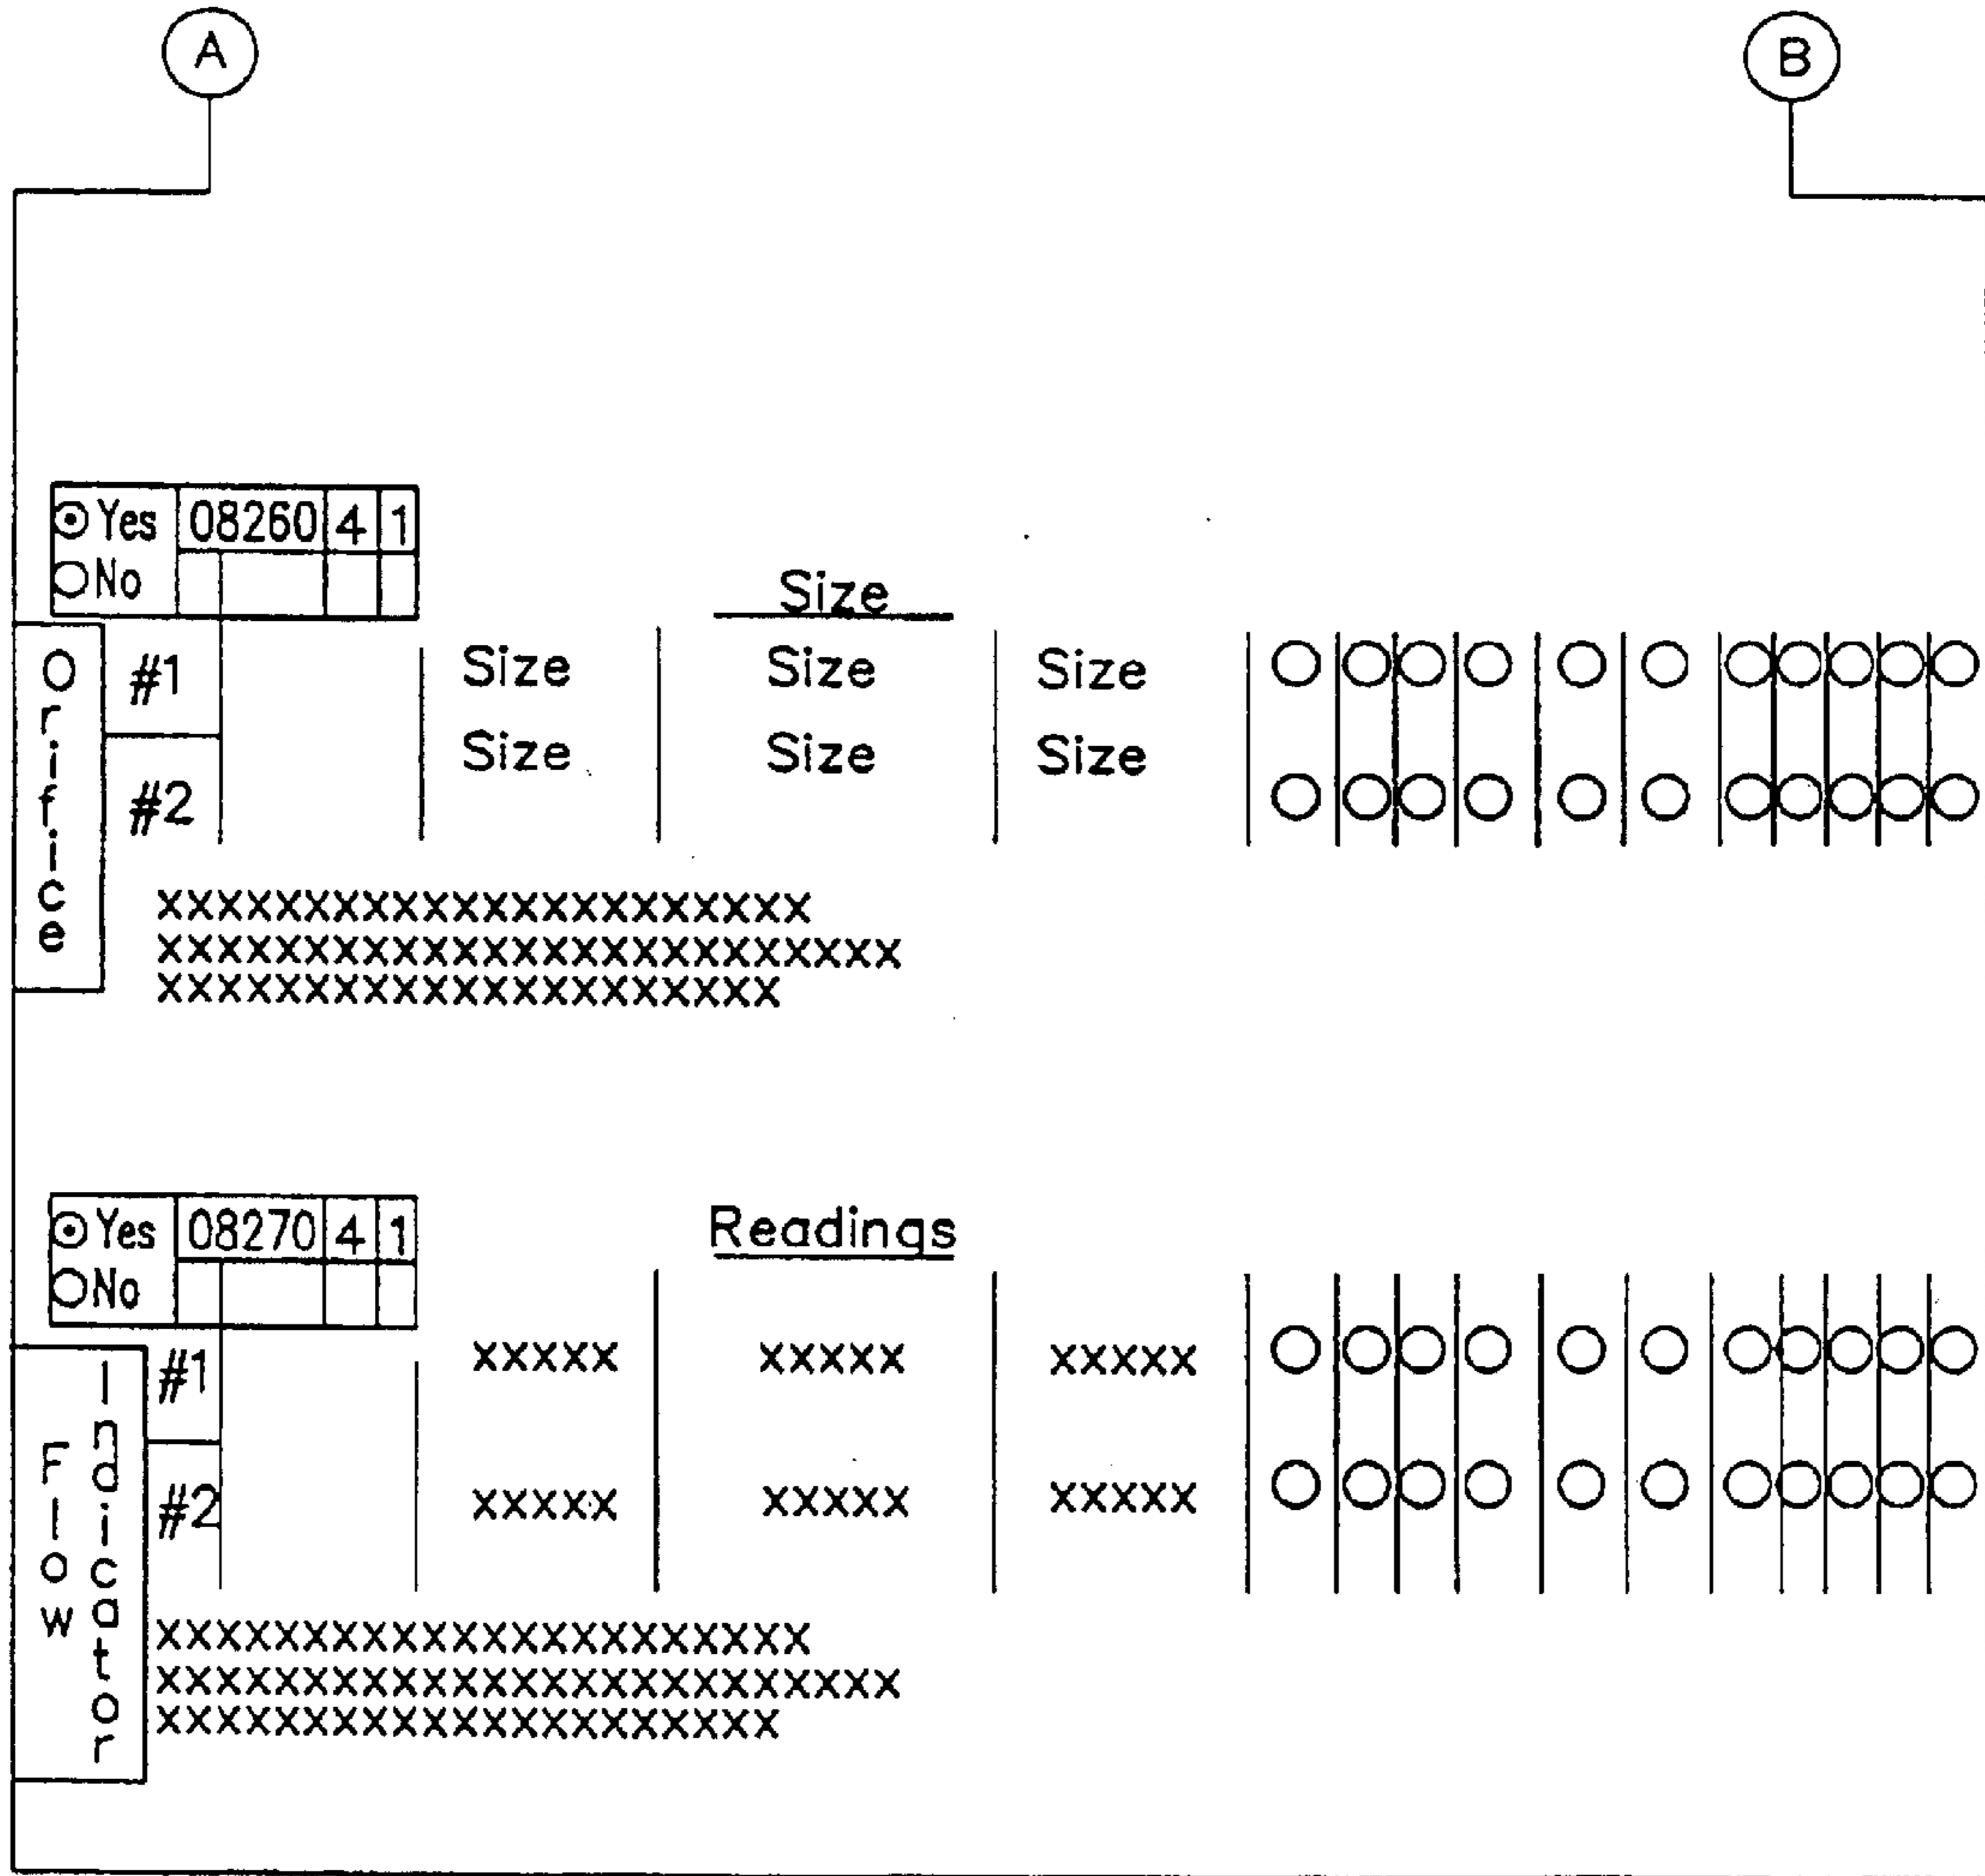 A B
Yes 08260 4 1
No
Size
Orifice
#1 Size Size Size
Size Size Size
#2
xxxxxxxxxxxxxxxxxxxxxx
xxxxxxxxxxxxxxxxxxxxxxxxx
xxxxxxxxxxxxxxxxxxxxx
Yes 08270 4 1
No
Readings
Flow Indicator
#1 xxxxx xxxxx xxxxx
#2 xxxxx xxxxx xxxxx
xxxxxxxxxxxxxxxxxxxxxx
xxxxxxxxxxxxxxxxxxxxxxxxx
xxxxxxxxxxxxxxxxxxxxx